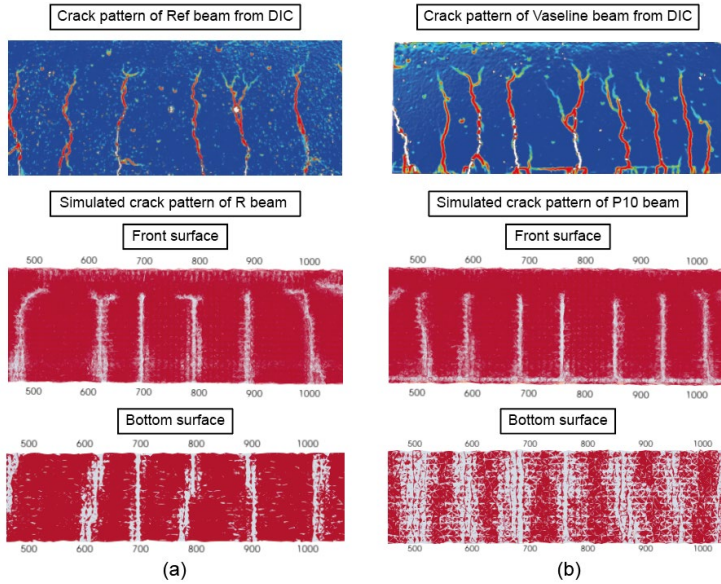 Crack pattern of Ref beam from DIC
Crack pattern of Vaseline beam from DIC
Simulated crack pattern of R beam
Simulated crack pattern of P10 beam
Front surface
Front surface
500 600 700 800 900 1000
500 600 700 800 900 1000
500 600 700 800 900 1000
500 600 700 800 900 1000
Bottom surface
Bottom surface
500 600 700 800 900 1000
500 600 700 800 900 1000
500 600 700 800 900 1000
500 600 700 800 900 1000
(a)
(b)